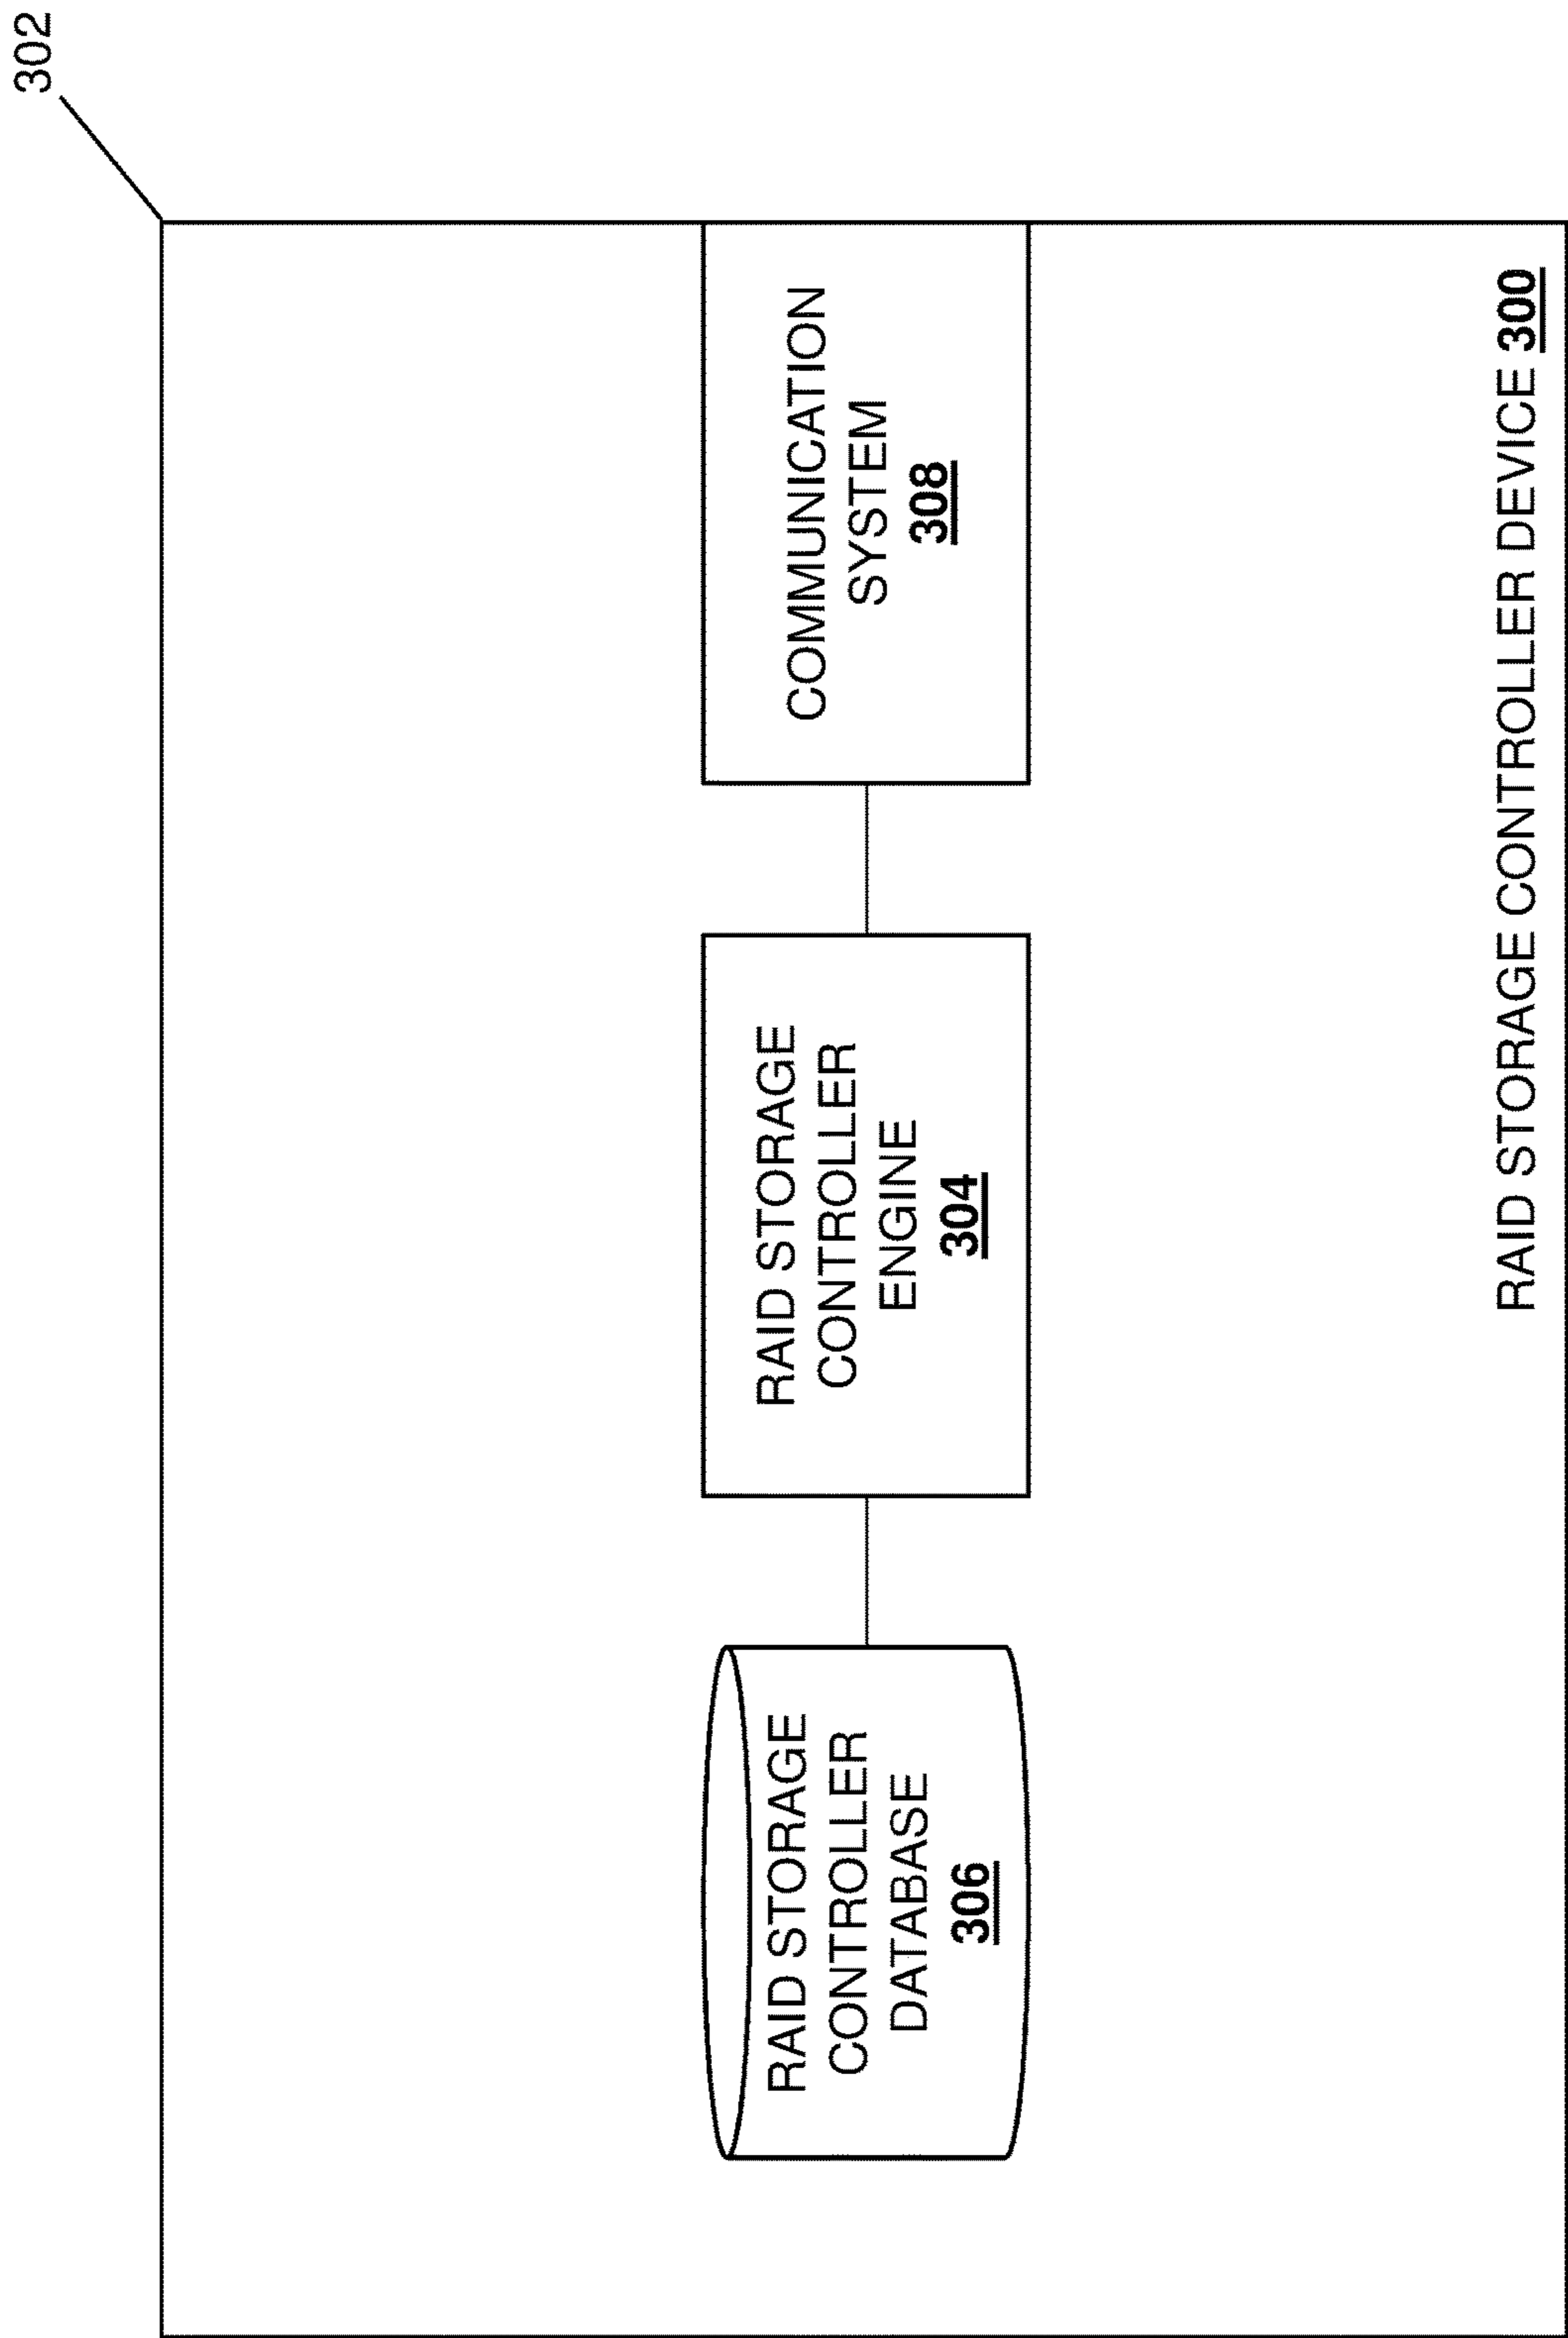 302
RAID STORAGE
CONTROLLER
DATABASE
306
RAID STORAGE
CONTROLLER
ENGINE
304
COMMUNICATION
SYSTEM
308
RAID STORAGE CONTROLLER DEVICE 300